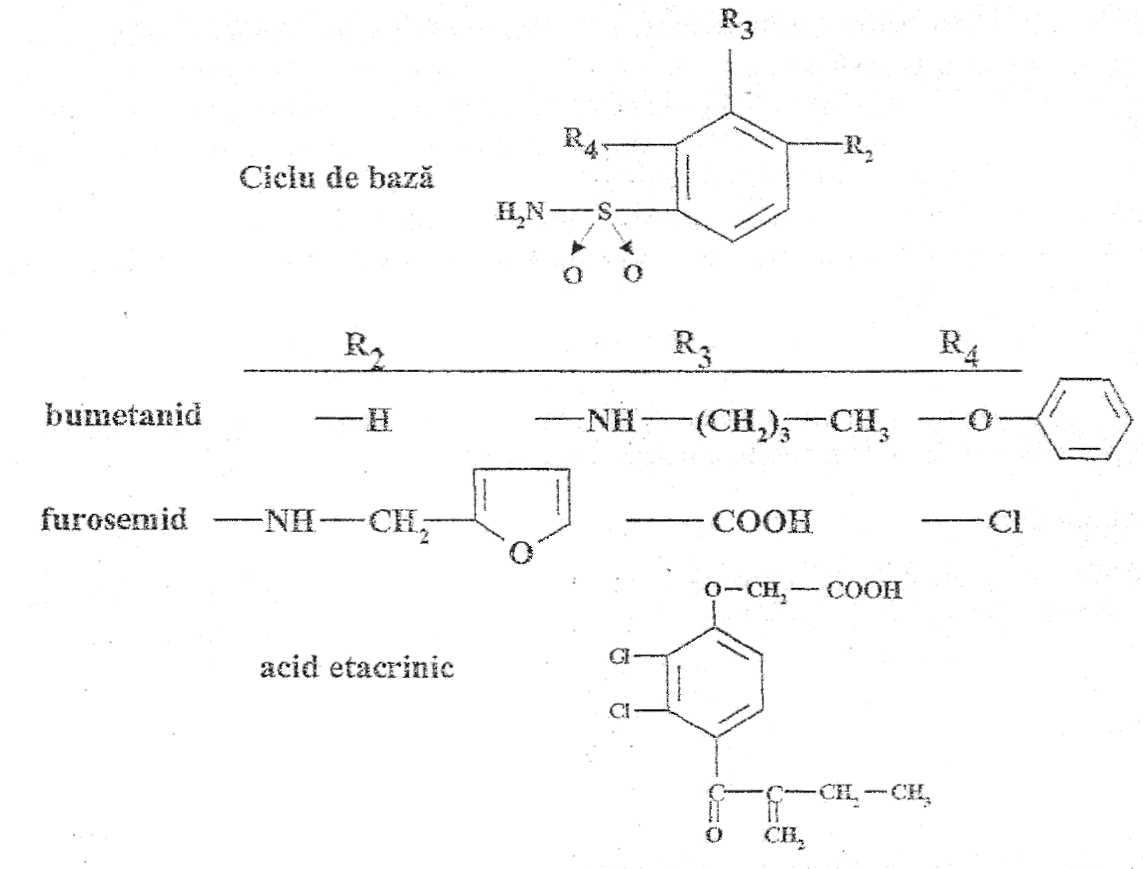 R₃
R₄ R₂
Ciclu de bază
H₂N S
O O
R₂ R₃ R₄
bumetanid H NH (CH₂)₃ CH₃ O
furosemid NH CH₂ O COOH Cl
O CH₂ COOH
acid etacrinic
Cl
Cl
C C CH₂ CH₃
O CH₂